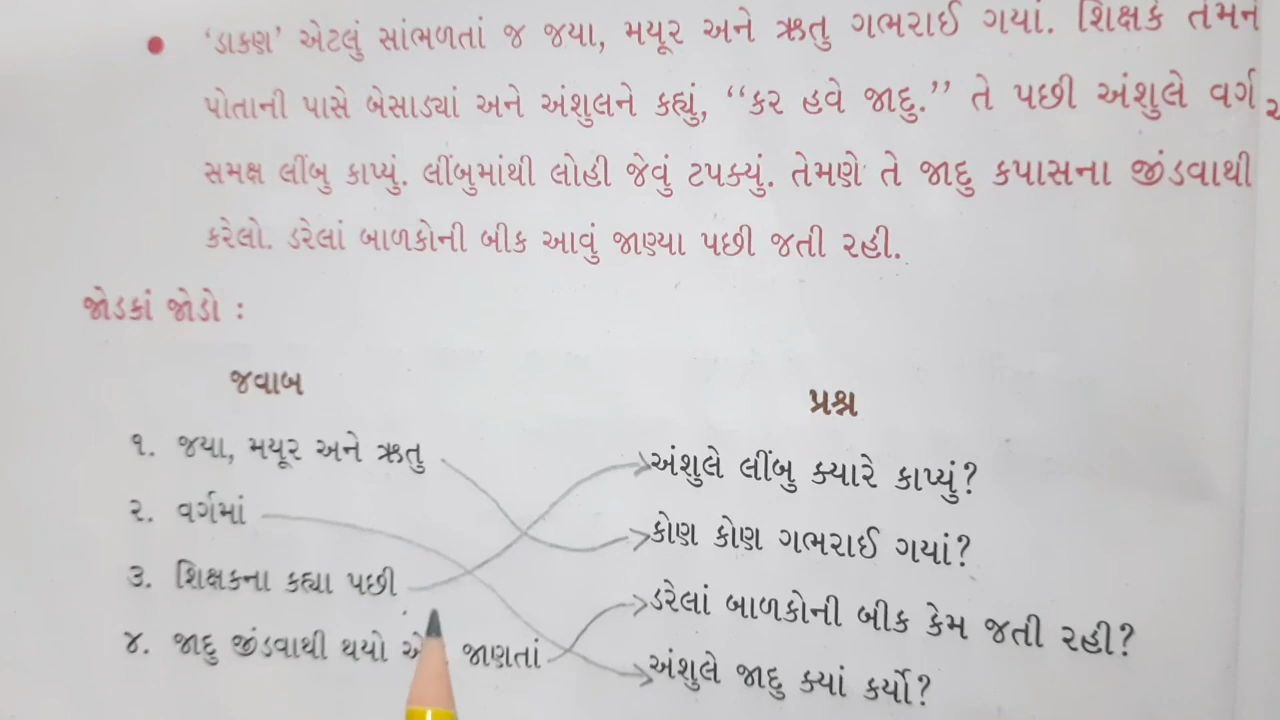 • ‘ડાકણ’ એટલું સાંભળતાં જ જયા, મયૂર અને ઋતુ ગભરાઈ ગયાં. શિક્ષકે તેમને
પોતાની પાસે બેસાડ્યાં અને અંશુલને કહ્યું, “કર હવે જાદુ.” તે પછી અંશુલે વર્ગ
સમક્ષ લીંબુ કાપ્યું. લીંબુમાંથી લોહી જેવું ટપક્યું. તેમણે તે જાદુ કપાસના જીંડવાથી
કરેલો. ડરેલાં બાળકોની બીક આવું જાણ્યા પછી જતી રહી.
જોડકાં જોડો :
જવાબ પ્રશ્ન
૧. જયા, મયૂર અને ઋતુ અંશુલે લીંબુ ક્યારે કાપ્યું?
૨. વર્ગમાં કોણ કોણ ગભરાઈ ગયાં?
૩. શિક્ષકના કહ્યા પછી ડરેલાં બાળકોની બીક કેમ જતી રહી?
૪. જાદુ જીંડવાથી થયો જાણતાં અંશુલે જાદુ ક્યાં કર્યો?